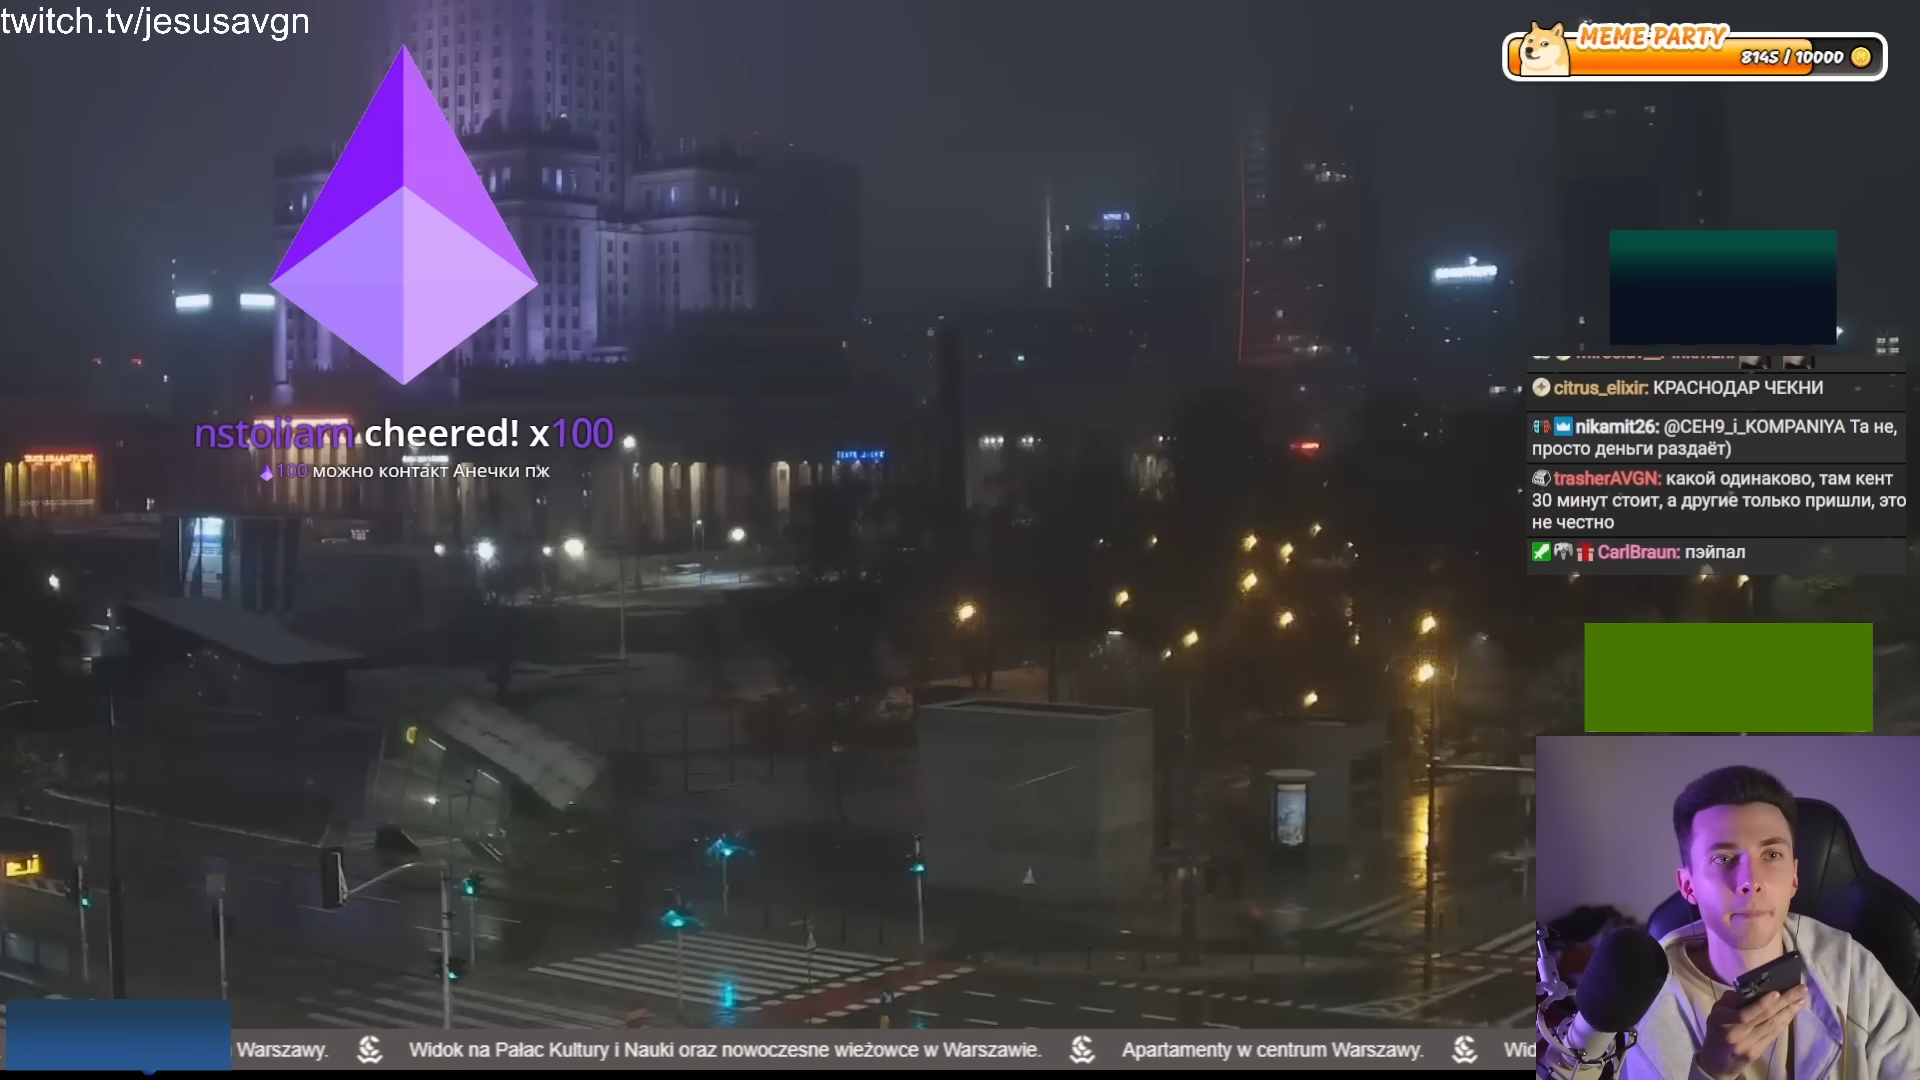 twitch.tv/jesusavgn
MEME PARTY
8145 / 10000
nstoliarn cheered! x100
100 можно контакт Анечки пж
citrus_elixir: КРАСНОДАР ЧЕКНИ
nikamit26: @CEH9_i_KOMPANIYA Та не,
просто деньги раздаёт)
trasherAVGN: какой одинаково, там кент
30 минут стоит, а другие только пришли, это
не честно
CarlBraun: пэйпал
Warszawy.
Widok na Pałac Kultury i Nauki oraz nowoczesne wieżowce w Warszawie.
Apartamenty w centrum Warszawy.